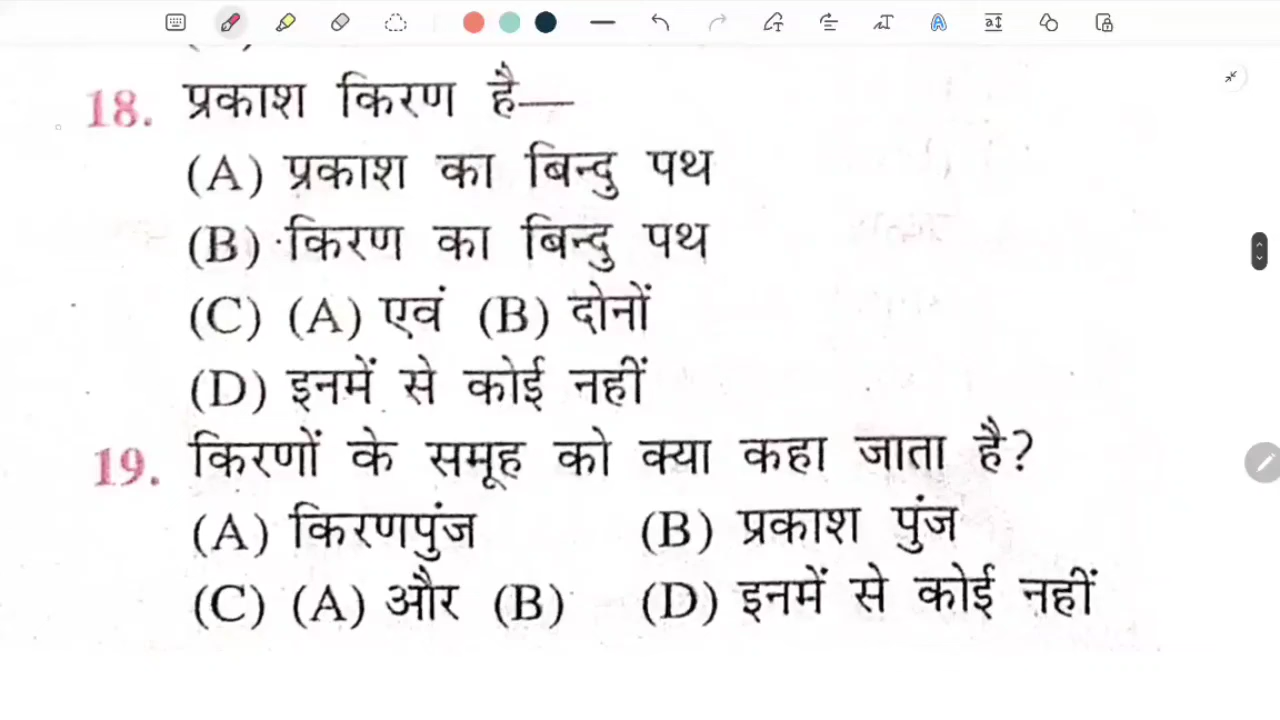 18. प्रकाश किरण है—
(A) प्रकाश का बिन्दु पथ
(B) किरण का बिन्दु पथ
(C) (A) एवं (B) दोनों
(D) इनमें से कोई नहीं
19. किरणों के समूह को क्या कहा जाता है?
(A) किरणपुंज (B) प्रकाश पुंज
(C) (A) और (B) (D) इनमें से कोई नहीं